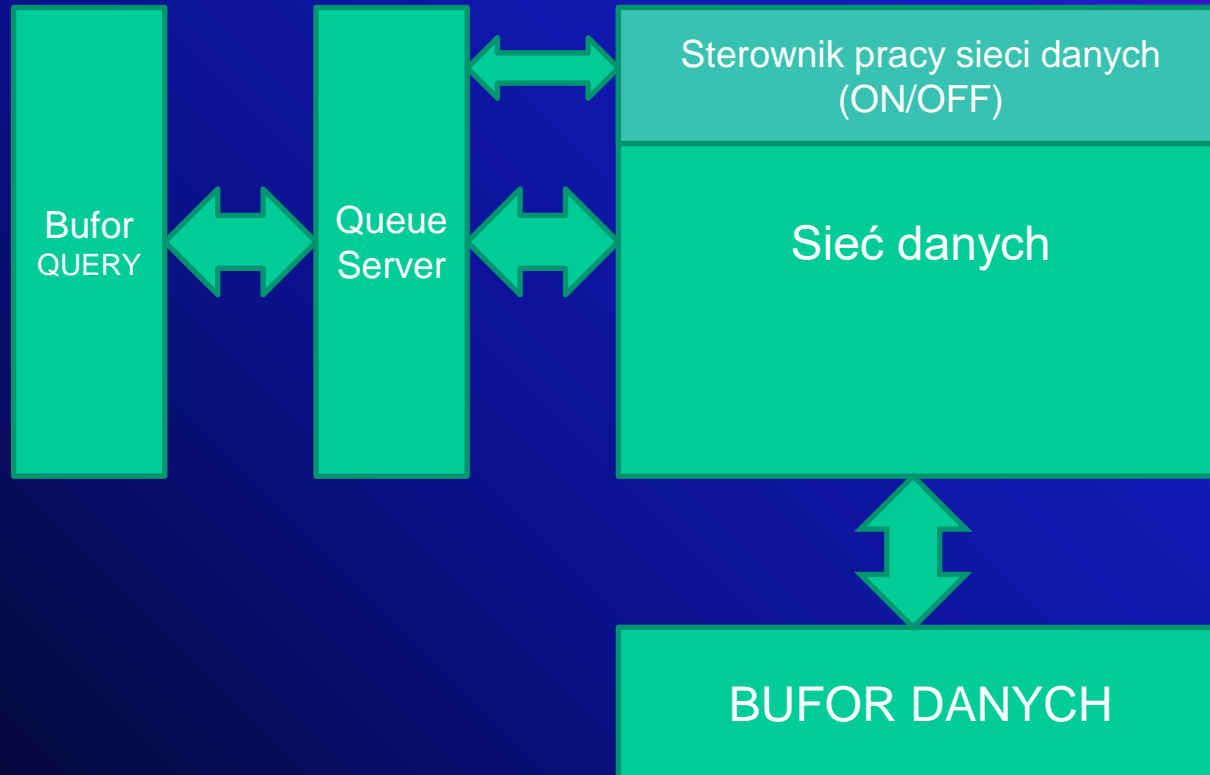 Sterownik pracy sieci danych
(ON/OFF)
Bufor
QUERY
Queue
Server
Sieć danych
BUFOR DANYCH